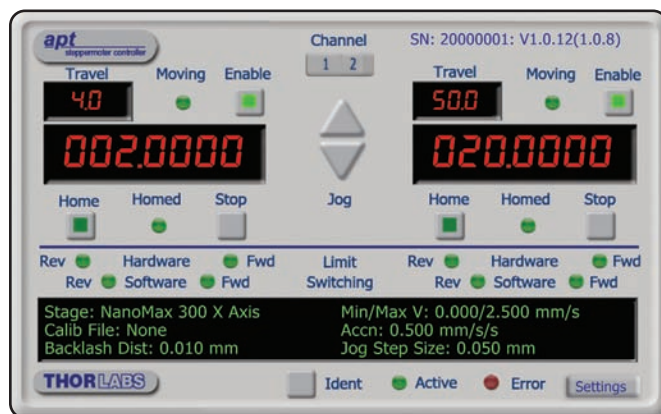 apt
steppermotor controller
Channel
SN: 20000001: V1.0.12(1.0.8)
1 2
Travel Moving Enable
Travel Moving Enable
4.0
50.0
002.0000
020.0000
Home Homed Stop
Jog
Home Homed Stop
Rev Hardware Fwd
Limit
Rev Hardware Fwd
Rev Software Fwd
Switching
Rev Software Fwd
Stage: NanoMax 300 X Axis
Min/Max V: 0.000/2.500 mm/s
Calib File: None
Accn: 0.500 mm/s/s
Backlash Dist: 0.010 mm
Jog Step Size: 0.050 mm
THORLABS
Ident
Active
Error
Settings